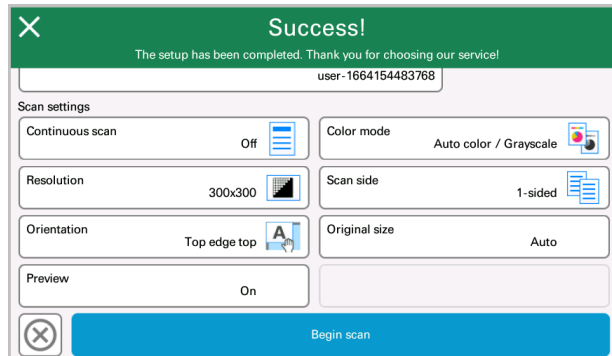 Success!
The setup has been completed. Thank you for choosing our service!
user-1664154483768
Scan settings
Continuous scan
Off
Color mode
Auto color / Grayscale
Resolution
300x300
Scan side
1-sided
Orientation
Top edge top
A
Original size
Auto
Preview
On
Begin scan